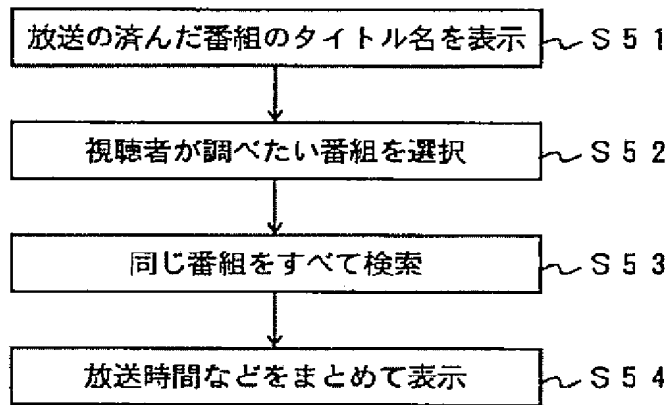 放送の済んだ番組のタイトル名を表示 S51
視聴者が調べたい番組を選択 S52
同じ番組をすべて検索 S53
放送時間などをまとめて表示 S54